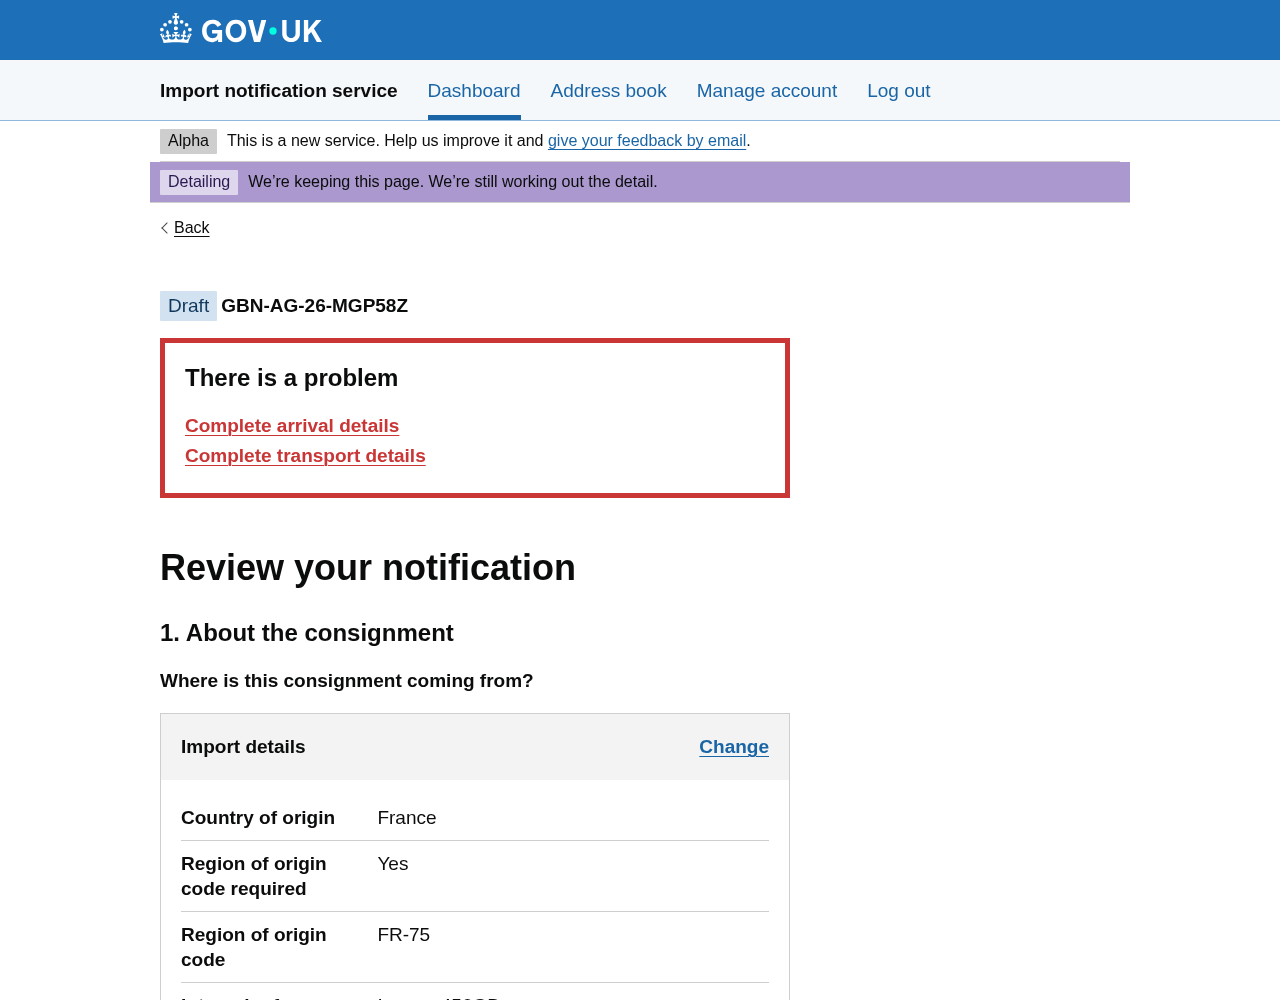 GOV·UK
Import notification service Dashboard Address book Manage account Log out
Alpha This is a new service. Help us improve it and give your feedback by email.
Detailing We’re keeping this page. We’re still working out the detail.
Back
Draft GBN-AG-26-MGP58Z
There is a problem
Complete arrival details
Complete transport details
Review your notification
1. About the consignment
Where is this consignment coming from?
Import details Change
Country of origin France
Region of origin Yes
code required
Region of origin FR-75
code